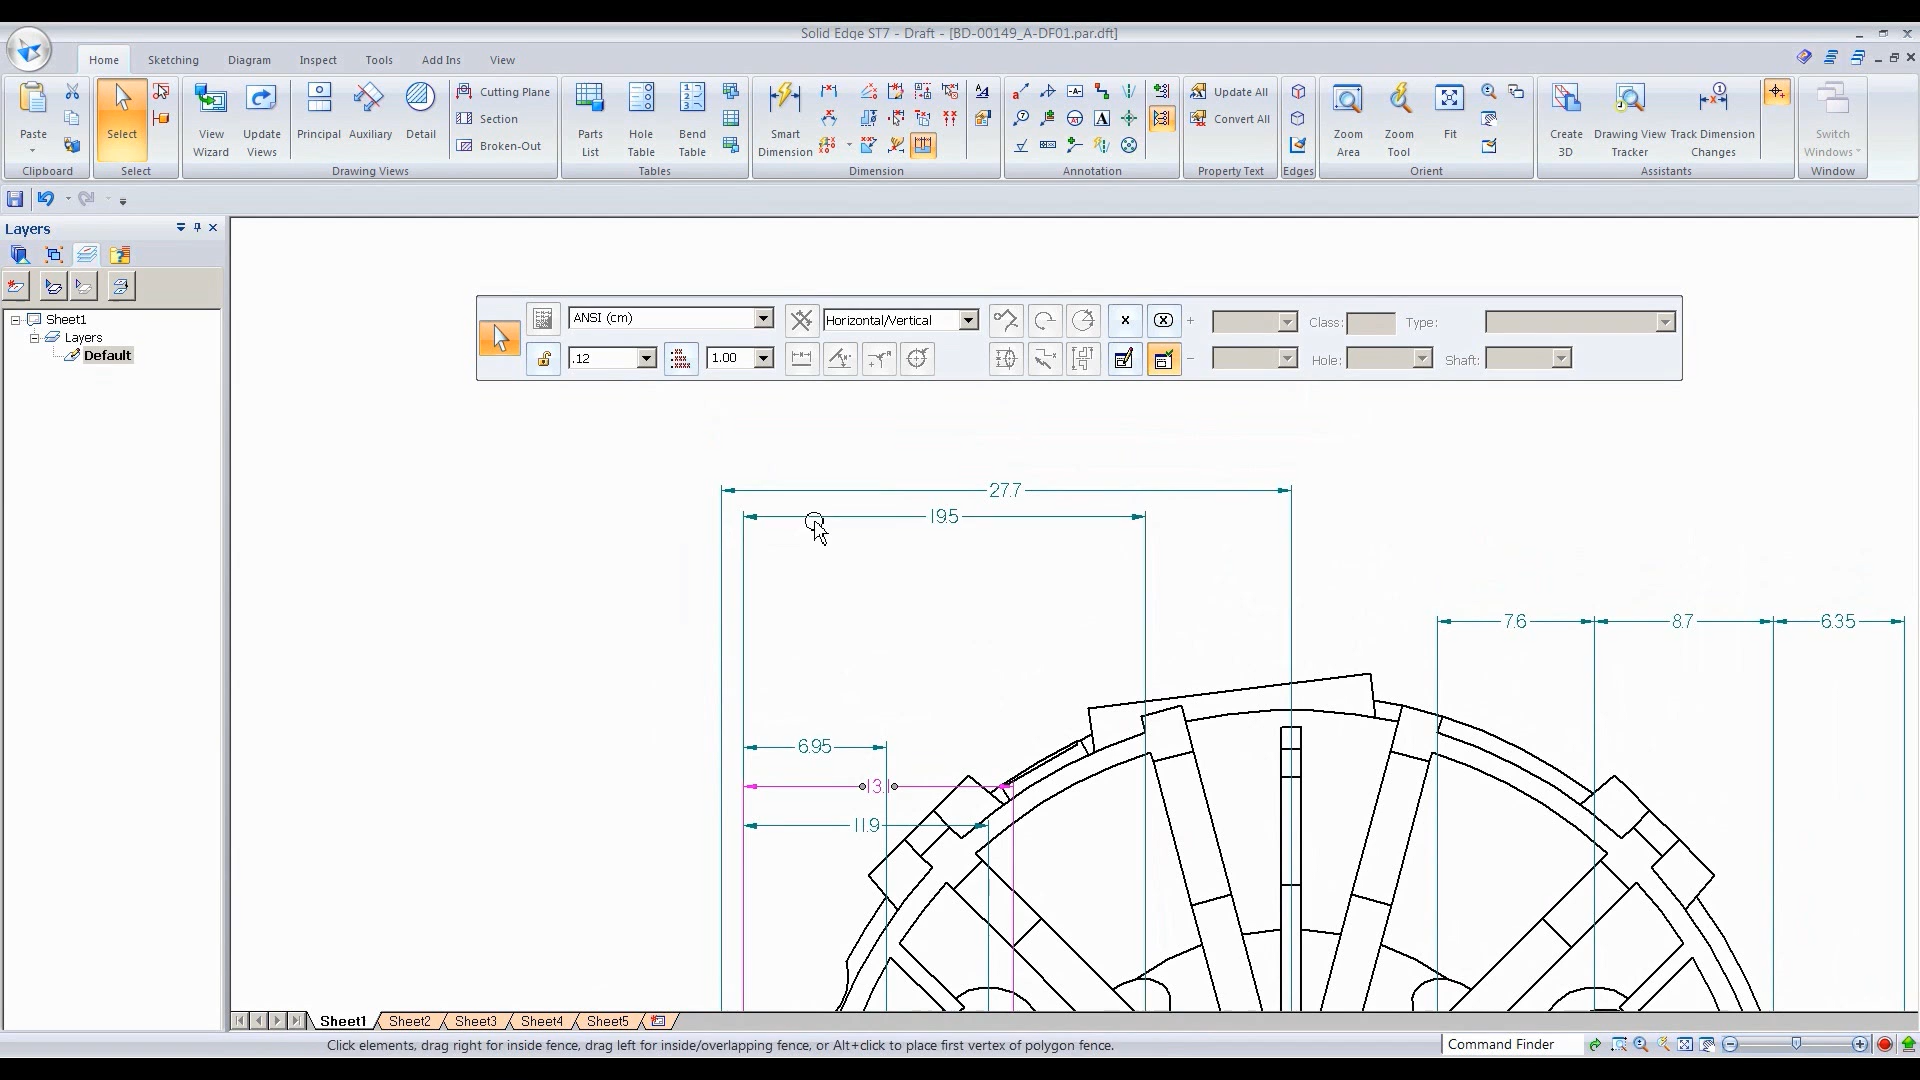 Solid Edge ST7 - Draft - [BD-00149_A-DF01.par.dft]
Home Sketching Diagram Inspect Tools Add Ins View
Paste
Clipboard
Select
Select
View Wizard
Update Views
Principal
Auxiliary
Detail
Cutting Plane
Section
Broken-Out
Drawing Views
Parts List
Hole Table
Bend Table
Tables
Smart Dimension
Dimension
Annotation
Update All
Convert All
Property Text
Edges
Zoom Area
Zoom Tool
Fit
Orient
Create 3D
Drawing View Tracker
Track Dimension Changes
Assistants
Switch Windows
Window
Layers
Sheet1
Layers
Default
ANSI (cm)
Horizontal/Vertical
Class:
Type:
.12
1.00
Hole:
Shaft:
27.7
19.5
7.6
8.7
6.35
6.95
13.1
11.9
Sheet1 Sheet2 Sheet3 Sheet4 Sheet5
Click elements, drag right for inside fence, drag left for inside/overlapping fence, or Alt+click to place first vertex of polygon fence.
Command Finder